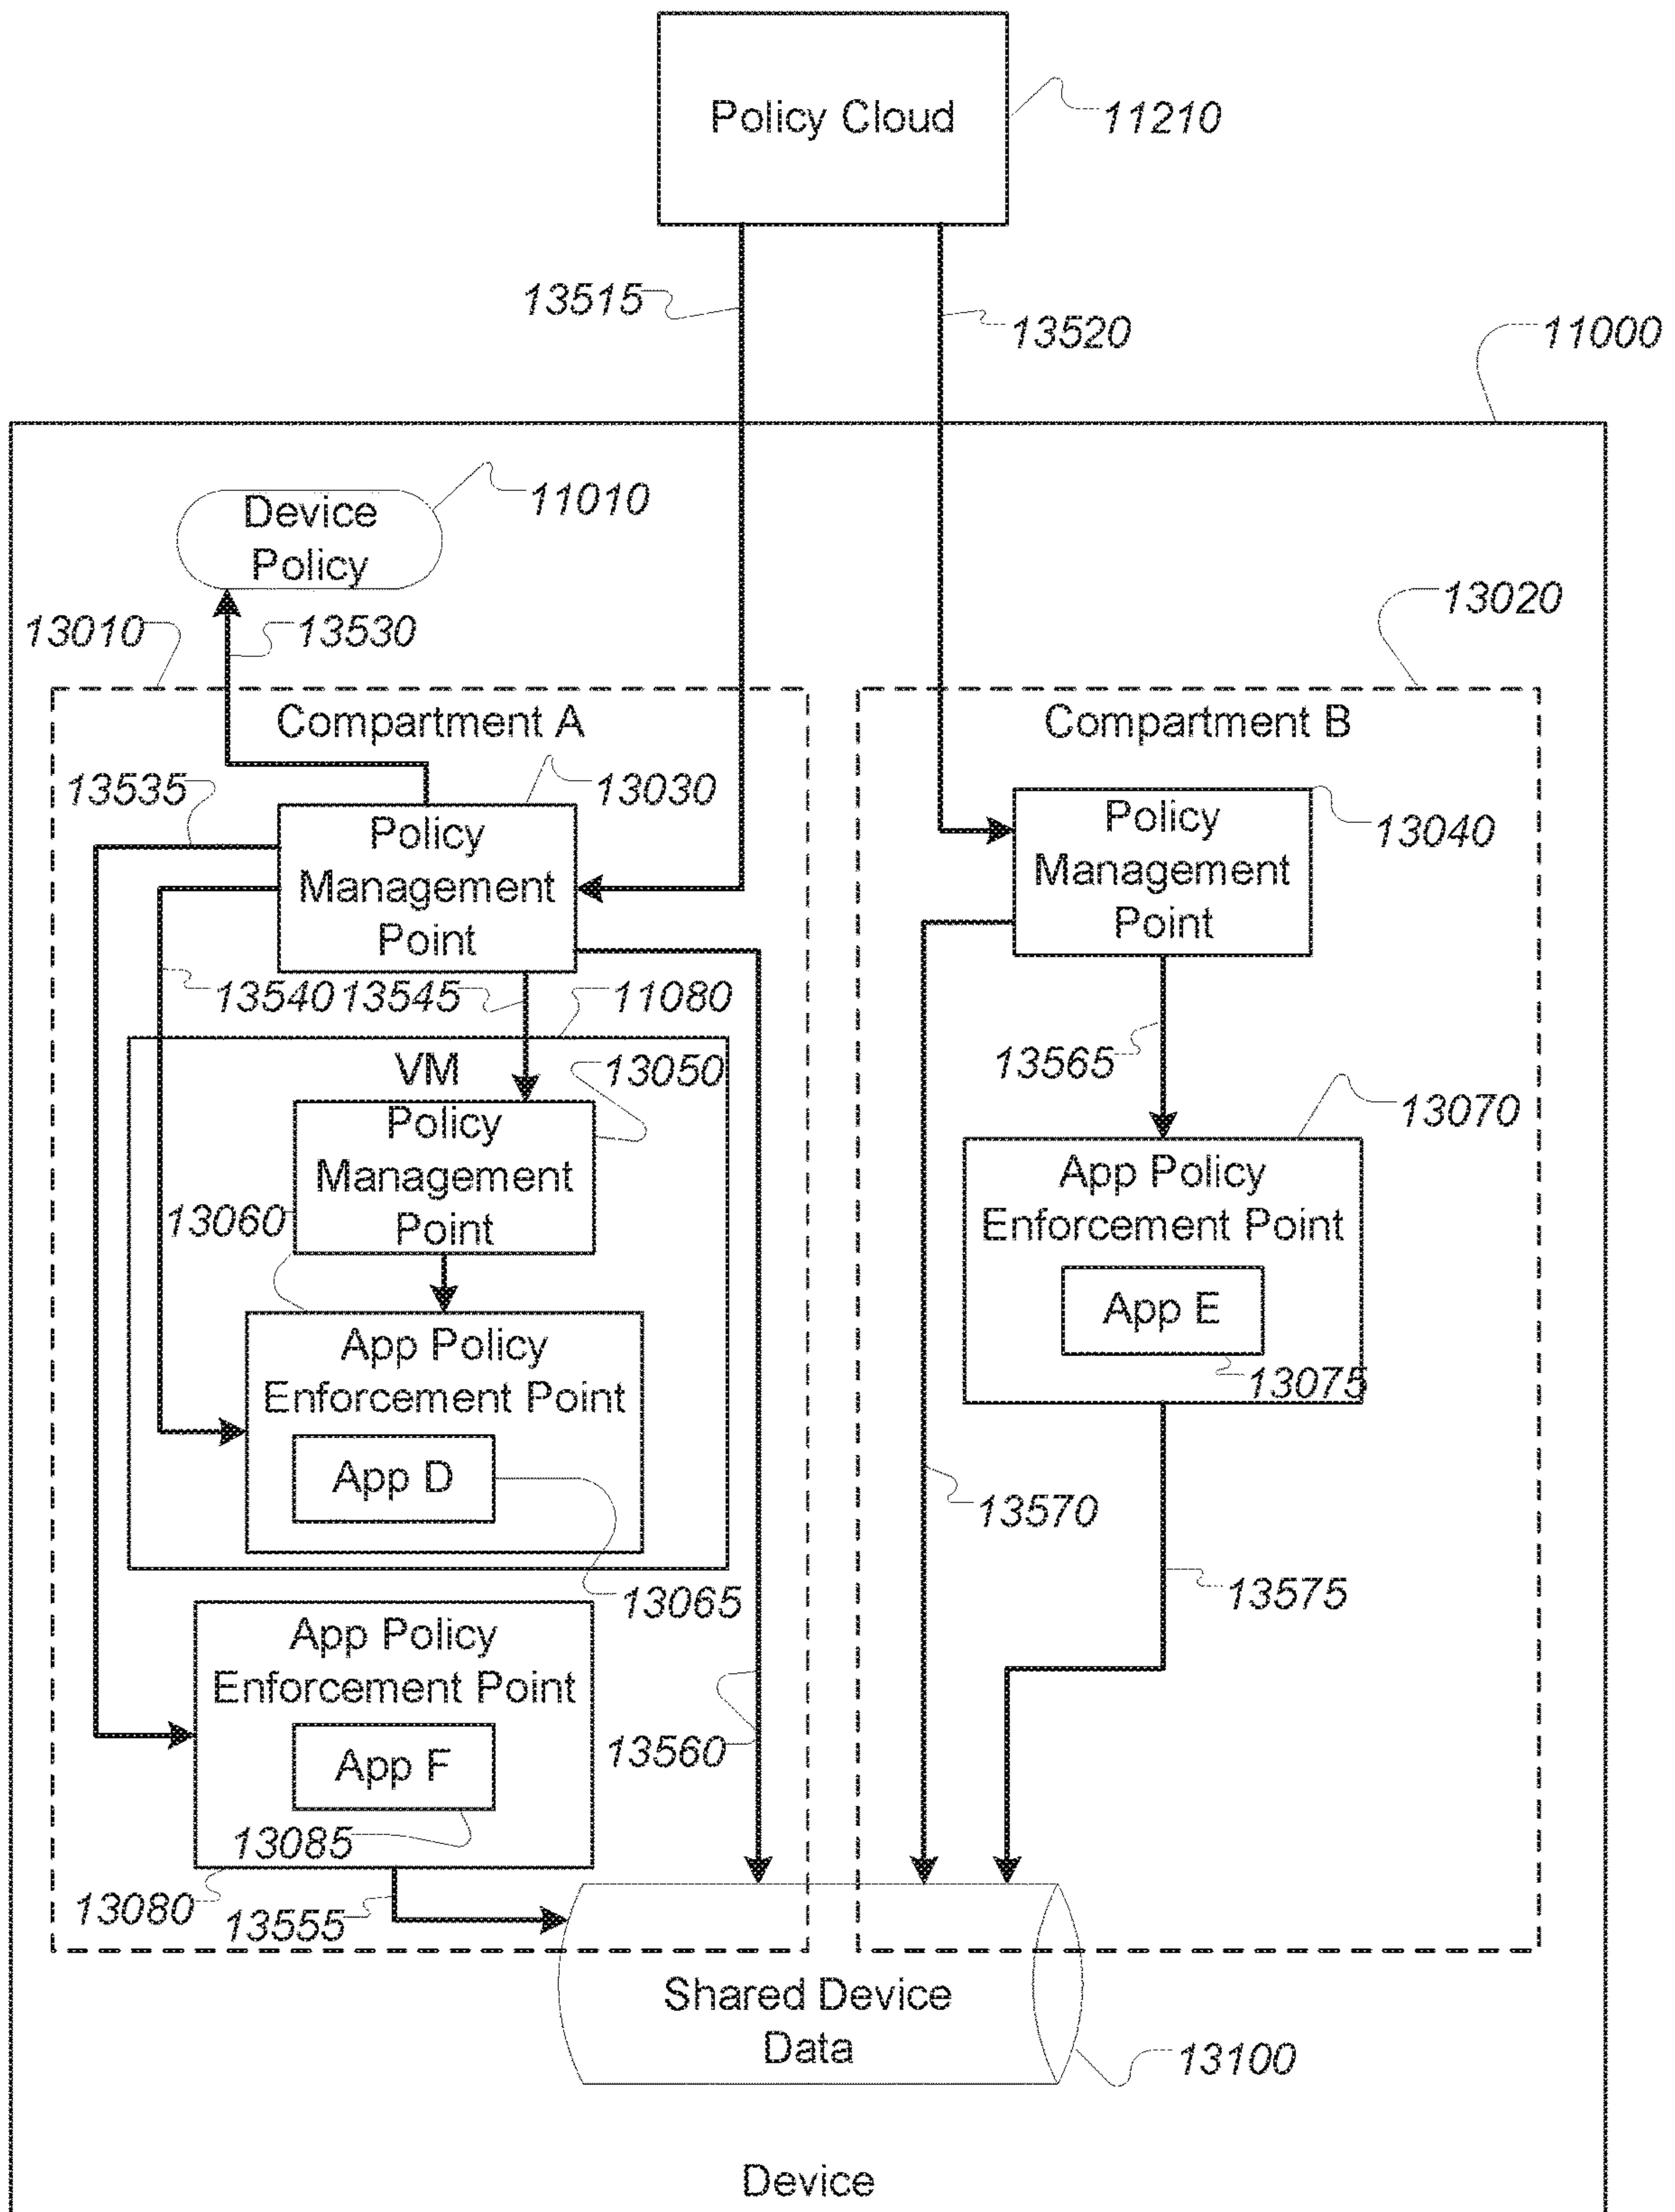 Policy Cloud
11210
13515
13520
11000
Device
Policy
11010
13010
13530
13020
Compartment A
Compartment B
13535
13030
Policy
Management
Point
Policy
Management
Point
13040
13540
13545
11080
VM
13050
13565
Policy
Management
Point
13060
13070
App Policy
Enforcement Point
App E
13075
App Policy
Enforcement Point
App D
13570
13065
13575
App Policy
Enforcement Point
App F
13560
13085
13080
13555
Shared Device
Data
13100
Device